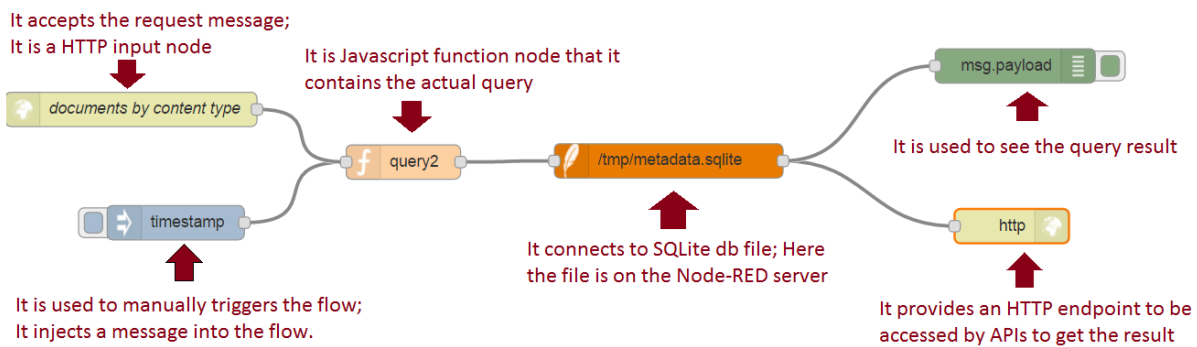 It accepts the request message;
It is a HTTP input node
documents by content type
It is Javascript function node that it
contains the actual query
query2
timestamp
It is used to manually triggers the flow;
It injects a message into the flow.
/tmp/metadata.sqlite
It connects to SQLite db file; Here
the file is on the Node-RED server
msg.payload
It is used to see the query result
http
It provides an HTTP endpoint to be
accessed by APIs to get the result